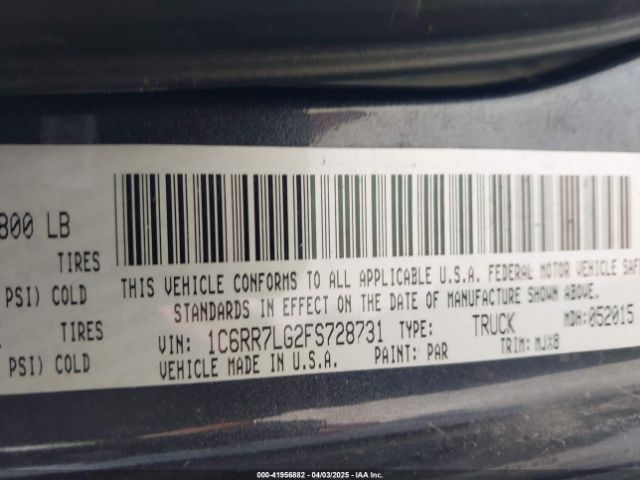 800 LB
TIRES
PSI) COLD
TIRES
PSI) COLD
THIS VEHICLE CONFORMS TO ALL APPLICABLE U.S.A. FEDERAL MOTOR VEHICLE SAF
STANDARDS IN EFFECT ON THE DATE OF MANUFACTURE SHOWN ABOVE.
VIN: 1C6RR7LG2FS728731 TYPE: TRUCK MDH:052015
VEHICLE MADE IN U.S.A. PAINT: PAR TRIM: MJX8
000-41956882 - 04/03/2025 - IAA Inc.